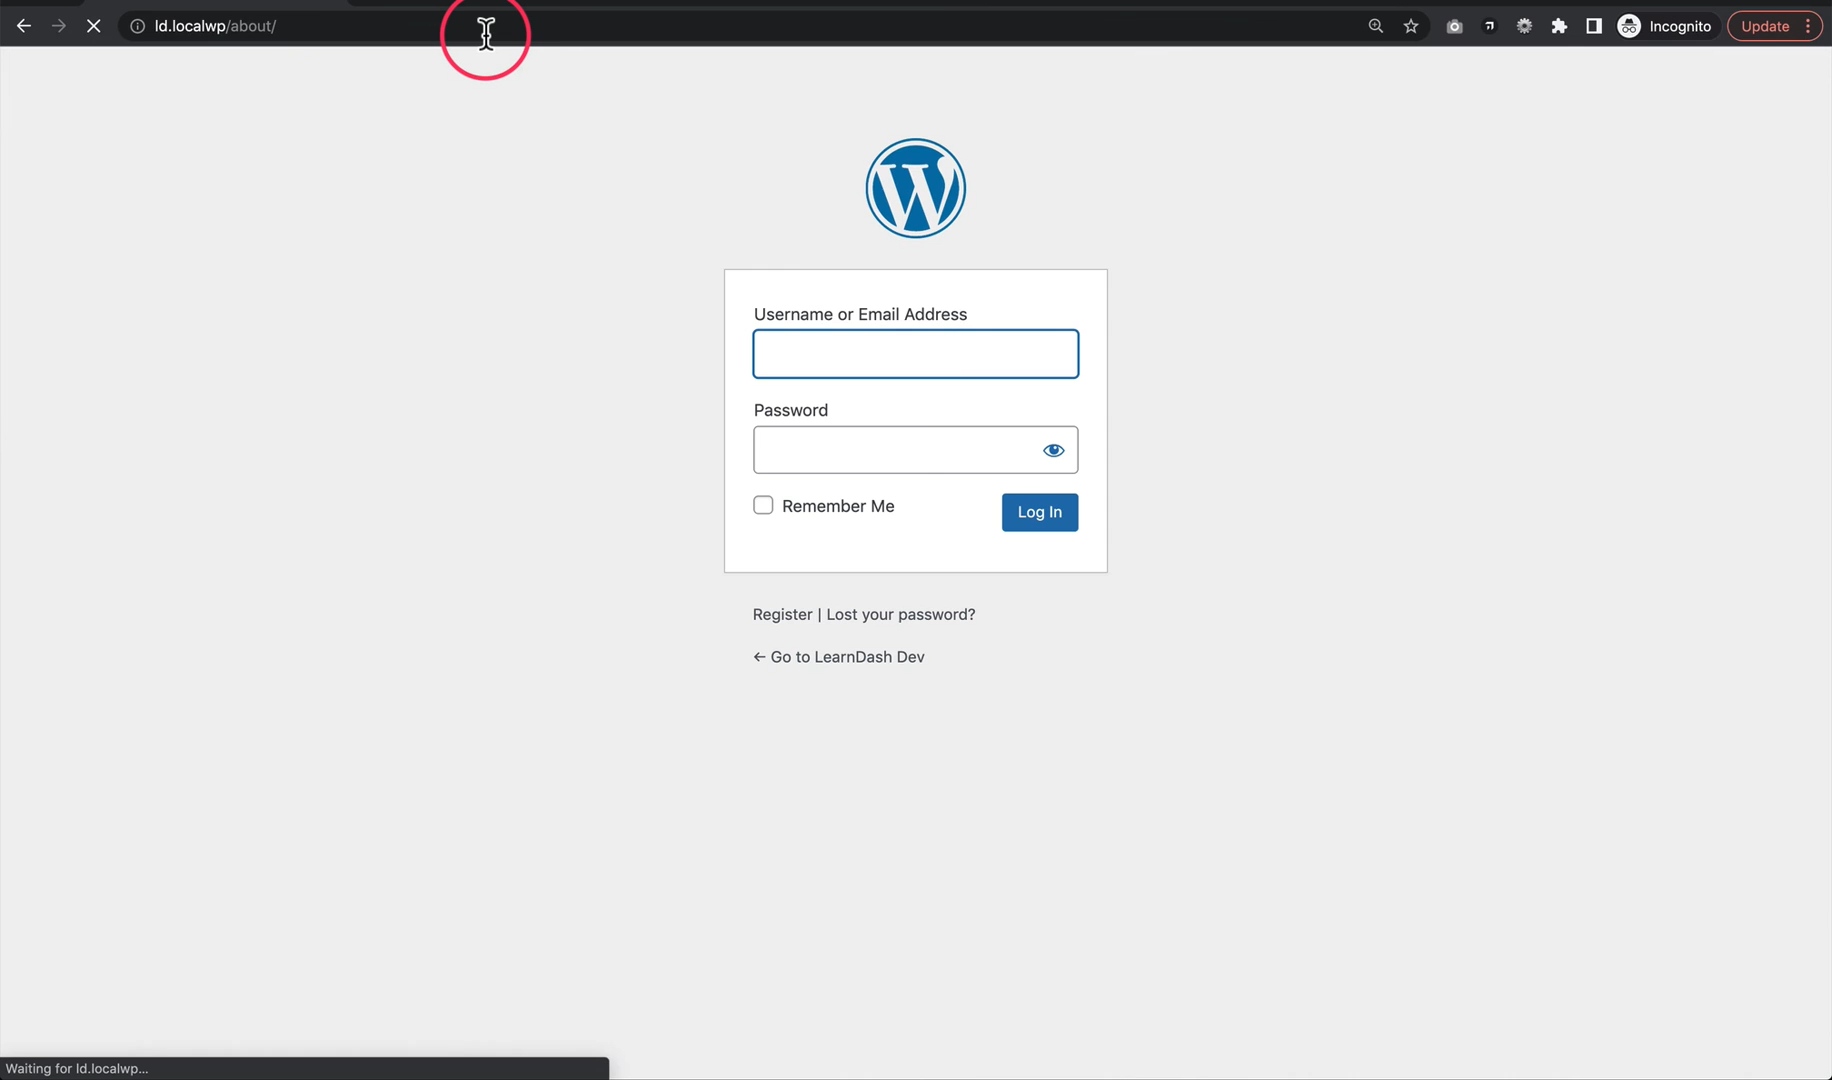 ld.localwp/about/
Incognito
Update
Username or Email Address
Password
Remember Me
Log In
Register | Lost your password?
← Go to LearnDash Dev
Waiting for ld.localwp...